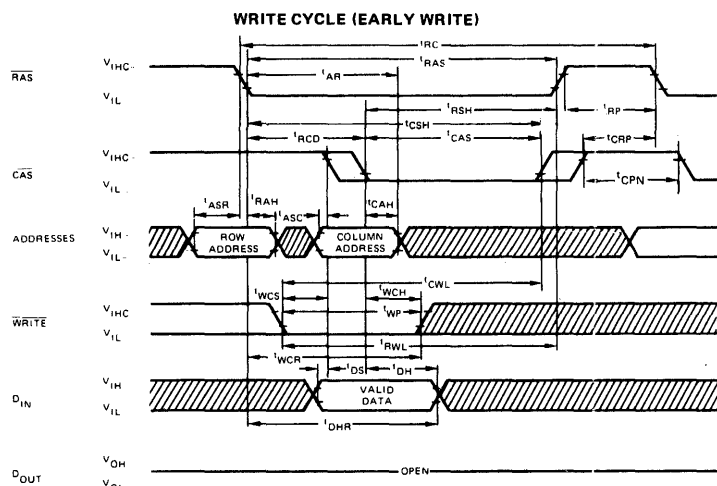 WRITE CYCLE (EARLY WRITE)
tRC
tRAS
tAR
RAS
VIHC
VIL
tRSH
tRP
tCSH
tRCD
tCAS
tCRP
CAS
VIHC
VIL
tCPN
tASR
tRAH
tASC
tCAH
ADDRESSES
VIH
VIL
ROW
ADDRESS
COLUMN
ADDRESS
tCWL
tWCS
tWCH
WRITE
VIHC
VIL
tWP
tRWL
tWCR
tDS
tDH
DIN
VIH
VIL
VALID
DATA
tDHR
DOUT
VOH
OPEN